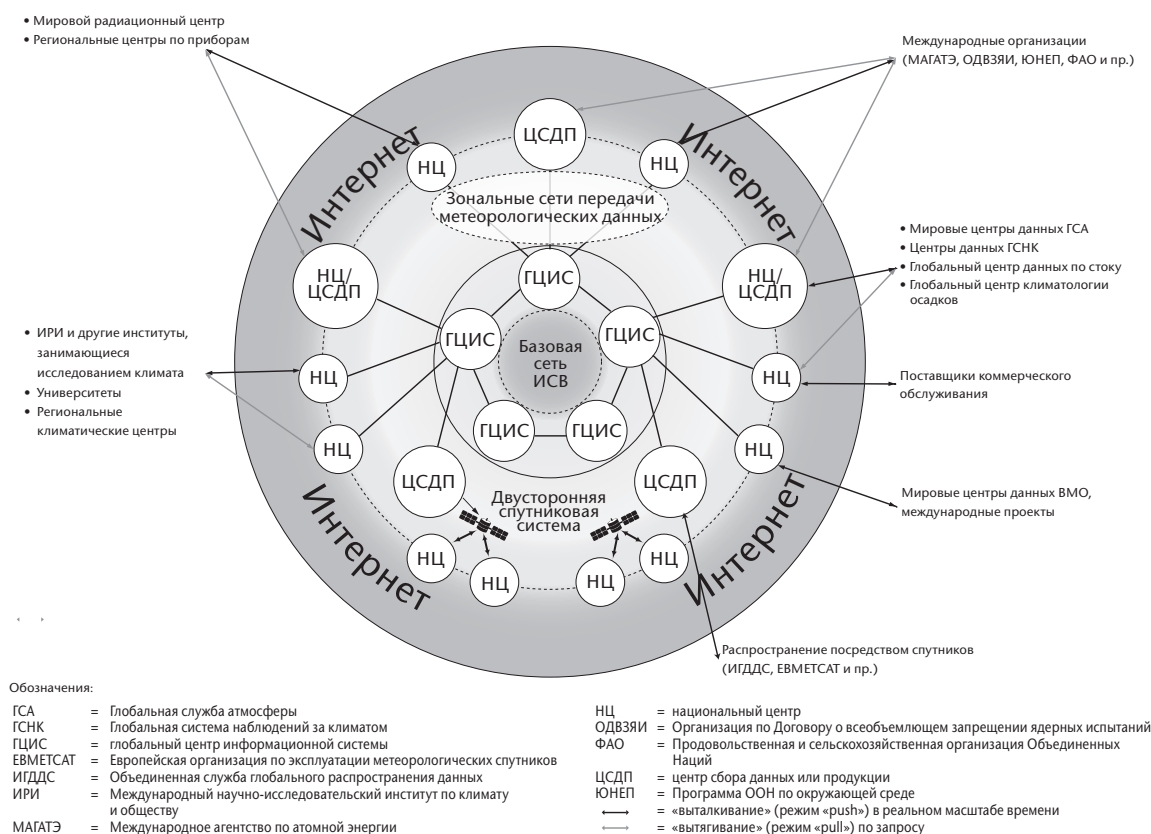 • Мировой радиационный центр
• Региональные центры по приборам
Международные организации
(МАГАТЭ, ОДВЗЯИ, ЮНЕП, ФАО и пр.)
Интернет
Интернет
ЦСДП
НЦ
НЦ
Зональные сети передачи
метеорологических данных
• Мировые центры данных ГСА
• Центры данных ГСНК
• Глобальный центр данных по стоку
• Глобальный центр климатологии
осадков
НЦ/
ЦСДП
ГЦИС
НЦ/
ЦСДП
ГЦИС
ГЦИС
Базовая
сеть
ИСВ
• ИРИ и другие институты,
занимающиеся
исследованием климата
• Университеты
• Региональные
климатические центры
НЦ
НЦ
Поставщики коммерческого
обслуживания
ГЦИС
ГЦИС
НЦ
НЦ
ЦСДП
ЦСДП
Двусторонняя
спутниковая
система
Мировые центры данных ВМО,
международные проекты
Интернет
Интернет
НЦ
НЦ
НЦ
НЦ
Распространение посредством спутников
(ИГДДС, ЕВМЕТСАТ и пр.)
Обозначения:
ГСА = Глобальная служба атмосферы
ГСНК = Глобальная система наблюдений за климатом
ГЦИС = глобальный центр информационной системы
ЕВМЕТСАТ = Европейская организация по эксплуатации метеорологических спутников
ИГДДС = Объединенная служба глобального распространения данных
ИРИ = Международный научно-исследовательский институт по климату
и обществу
МАГАТЭ = Международное агентство по атомной энергии
НЦ = национальный центр
ОДВЗЯИ = Организация по Договору о всеобъемлющем запрещении ядерных испытаний
ФАО = Продовольственная и сельскохозяйственная организация Объединенных
Наций
ЦСДП = центр сбора данных или продукции
ЮНЕП = Программа ООН по окружающей среде
= «выталкивание» (режим «push») в реальном масштабе времени
= «вытягивание» (режим «pull») по запросу